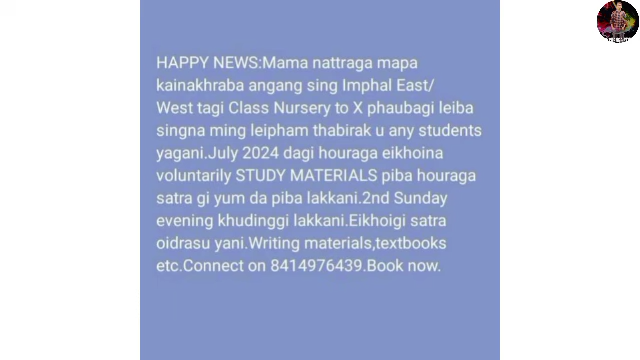 HAPPY NEWS:Mama nattraga mapa
kainakhraba angang sing Imphal East/
West tagi Class Nursery to X phaubagi leiba
singna ming leipham thabirak u any students
yagani.July 2024 dagi houraga eikhoina
voluntarily STUDY MATERIALS piba houraga
satra gi yum da piba lakkani.2nd Sunday
evening khudinggi lakkani.Eikhoigi satra
oidrasu yani.Writing materials,textbooks
etc.Connect on 8414976439.Book now.